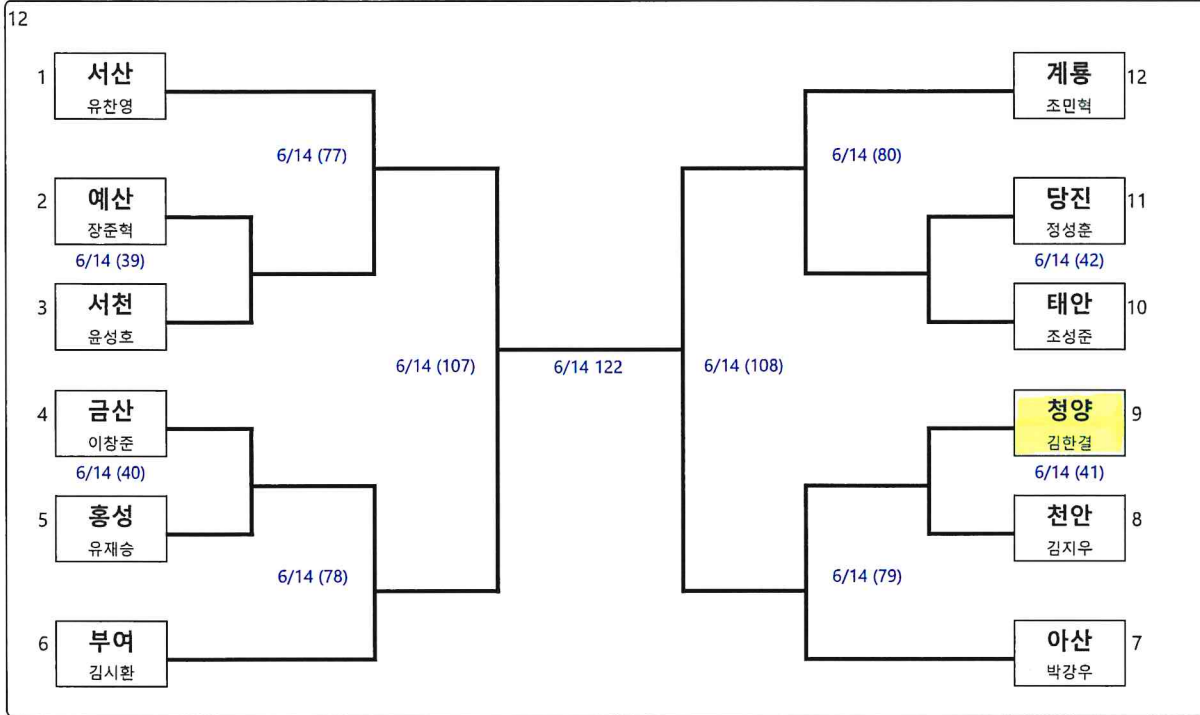 12
1
서산
유찬영
6/14 (77)
2
예산
장준혁
6/14 (39)
3
서천
윤성호
6/14 (107)
4
금산
이창준
6/14 (40)
5
홍성
유재승
6/14 (78)
6
부여
김시환
6/14 122
계룡
조민혁
12
6/14 (80)
당진
정성훈
11
6/14 (42)
태안
조성준
10
6/14 (108)
청양
김한결
9
6/14 (41)
천안
김지우
8
6/14 (79)
아산
박강우
7